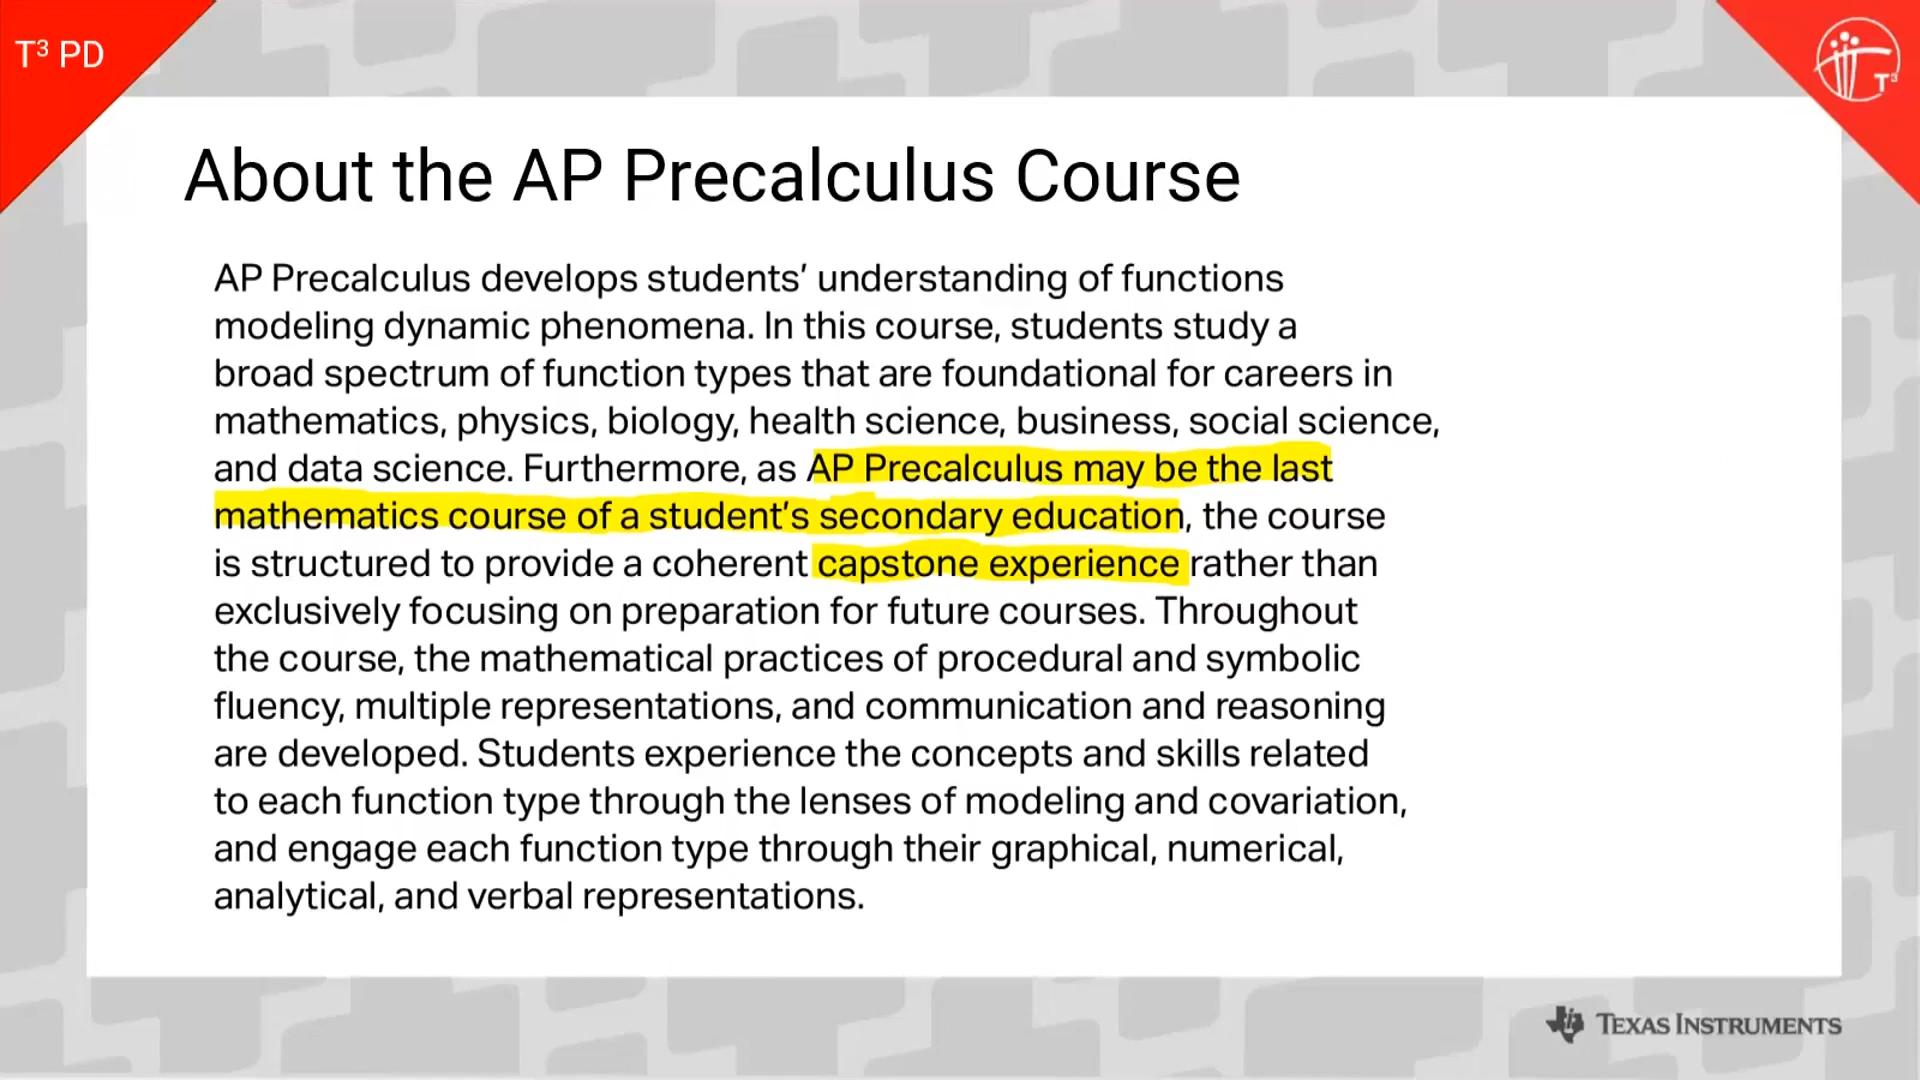 T³ PD
T³
About the AP Precalculus Course
AP Precalculus develops students’ understanding of functions
modeling dynamic phenomena. In this course, students study a
broad spectrum of function types that are foundational for careers in
mathematics, physics, biology, health science, business, social science,
and data science. Furthermore, as AP Precalculus may be the last
mathematics course of a student’s secondary education, the course
is structured to provide a coherent capstone experience rather than
exclusively focusing on preparation for future courses. Throughout
the course, the mathematical practices of procedural and symbolic
fluency, multiple representations, and communication and reasoning
are developed. Students experience the concepts and skills related
to each function type through the lenses of modeling and covariation,
and engage each function type through their graphical, numerical,
analytical, and verbal representations.
TEXAS INSTRUMENTS